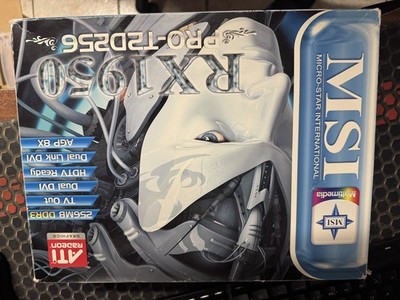 MSI
MICRO-STAR INTERNATIONAL
Multimedia
MSI
RX1950
PRO-T2D256
ATI
RADEON
GRAPHICS
256MB DDR3
TV Out
Dual DVI
HDTV Ready
Dual Link DVI
AGP 8X